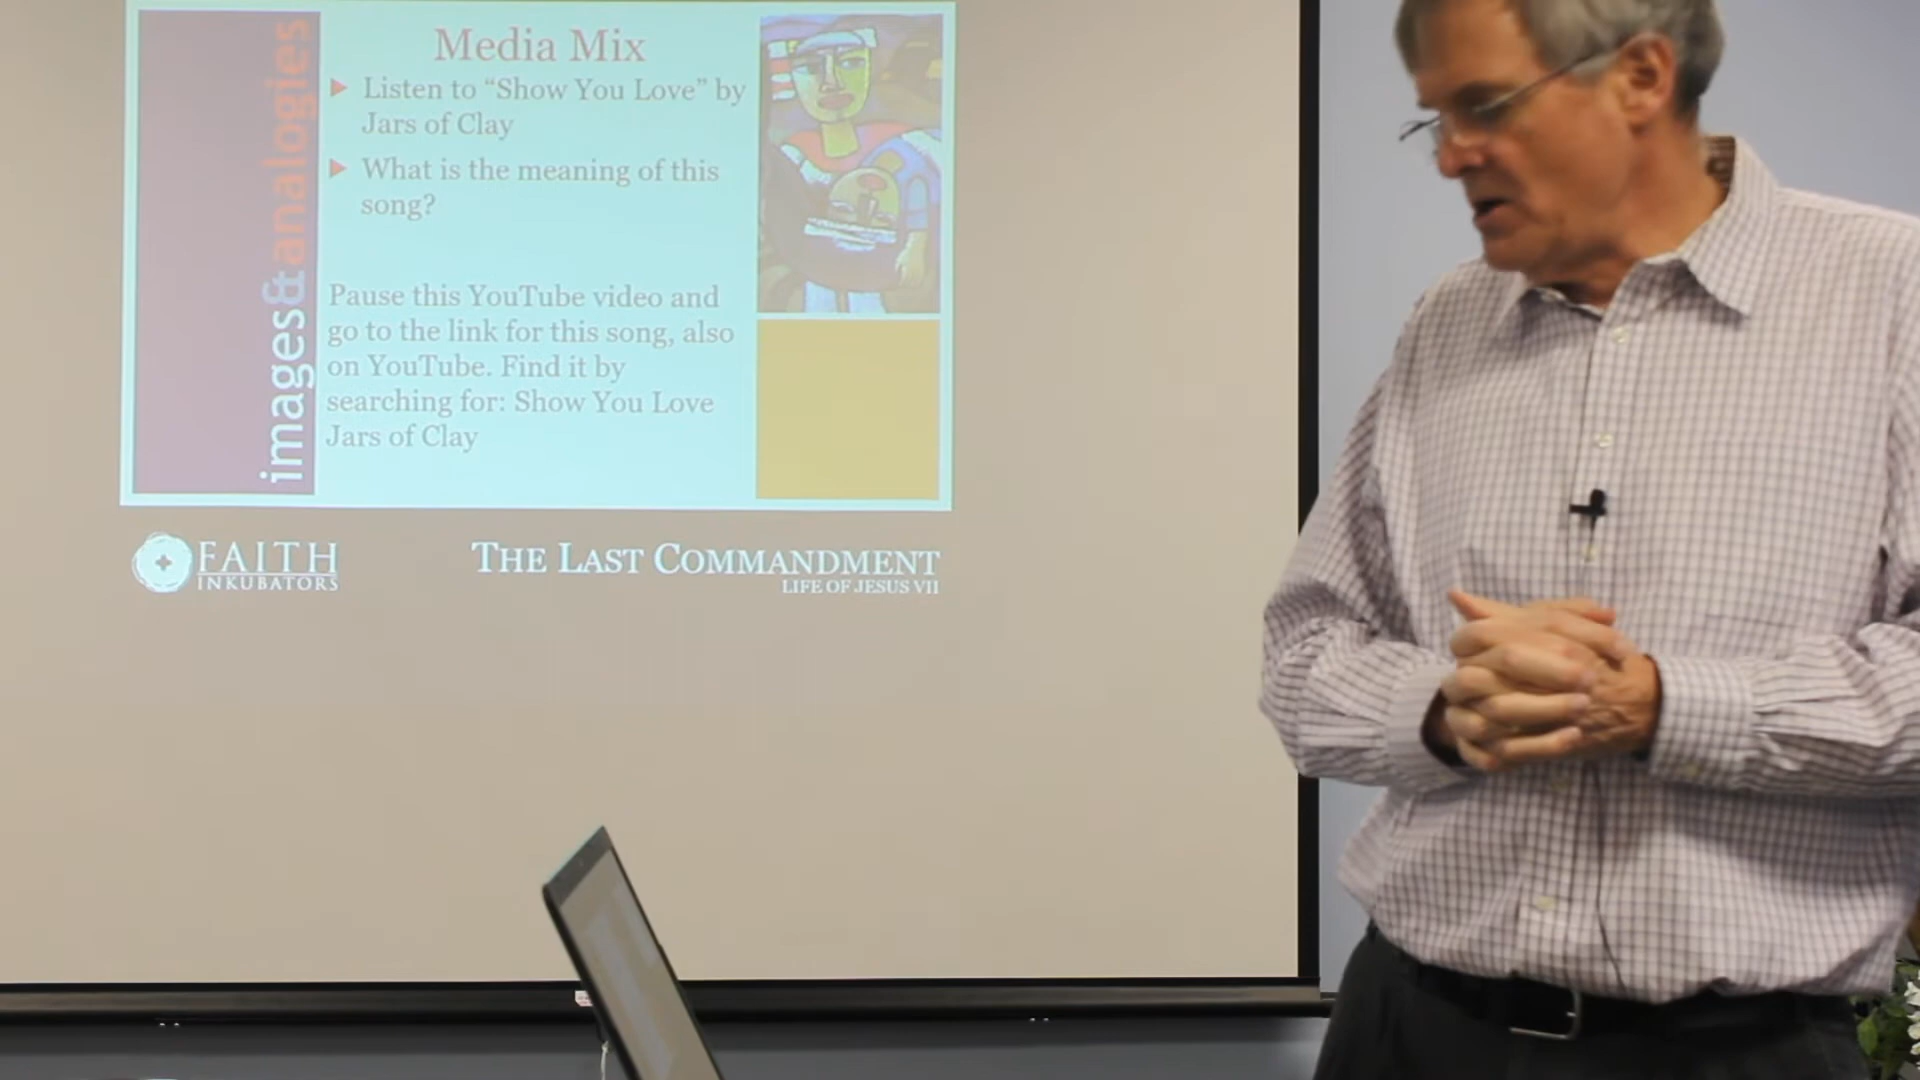 Media Mix
Listen to “Show You Love” by
Jars of Clay
What is the meaning of this
song?
Pause this YouTube video and
go to the link for this song, also
on YouTube. Find it by
searching for: Show You Love
Jars of Clay
images&analogies
FAITH
INKUBATORS
THE LAST COMMANDMENT
LIFE OF JESUS VII